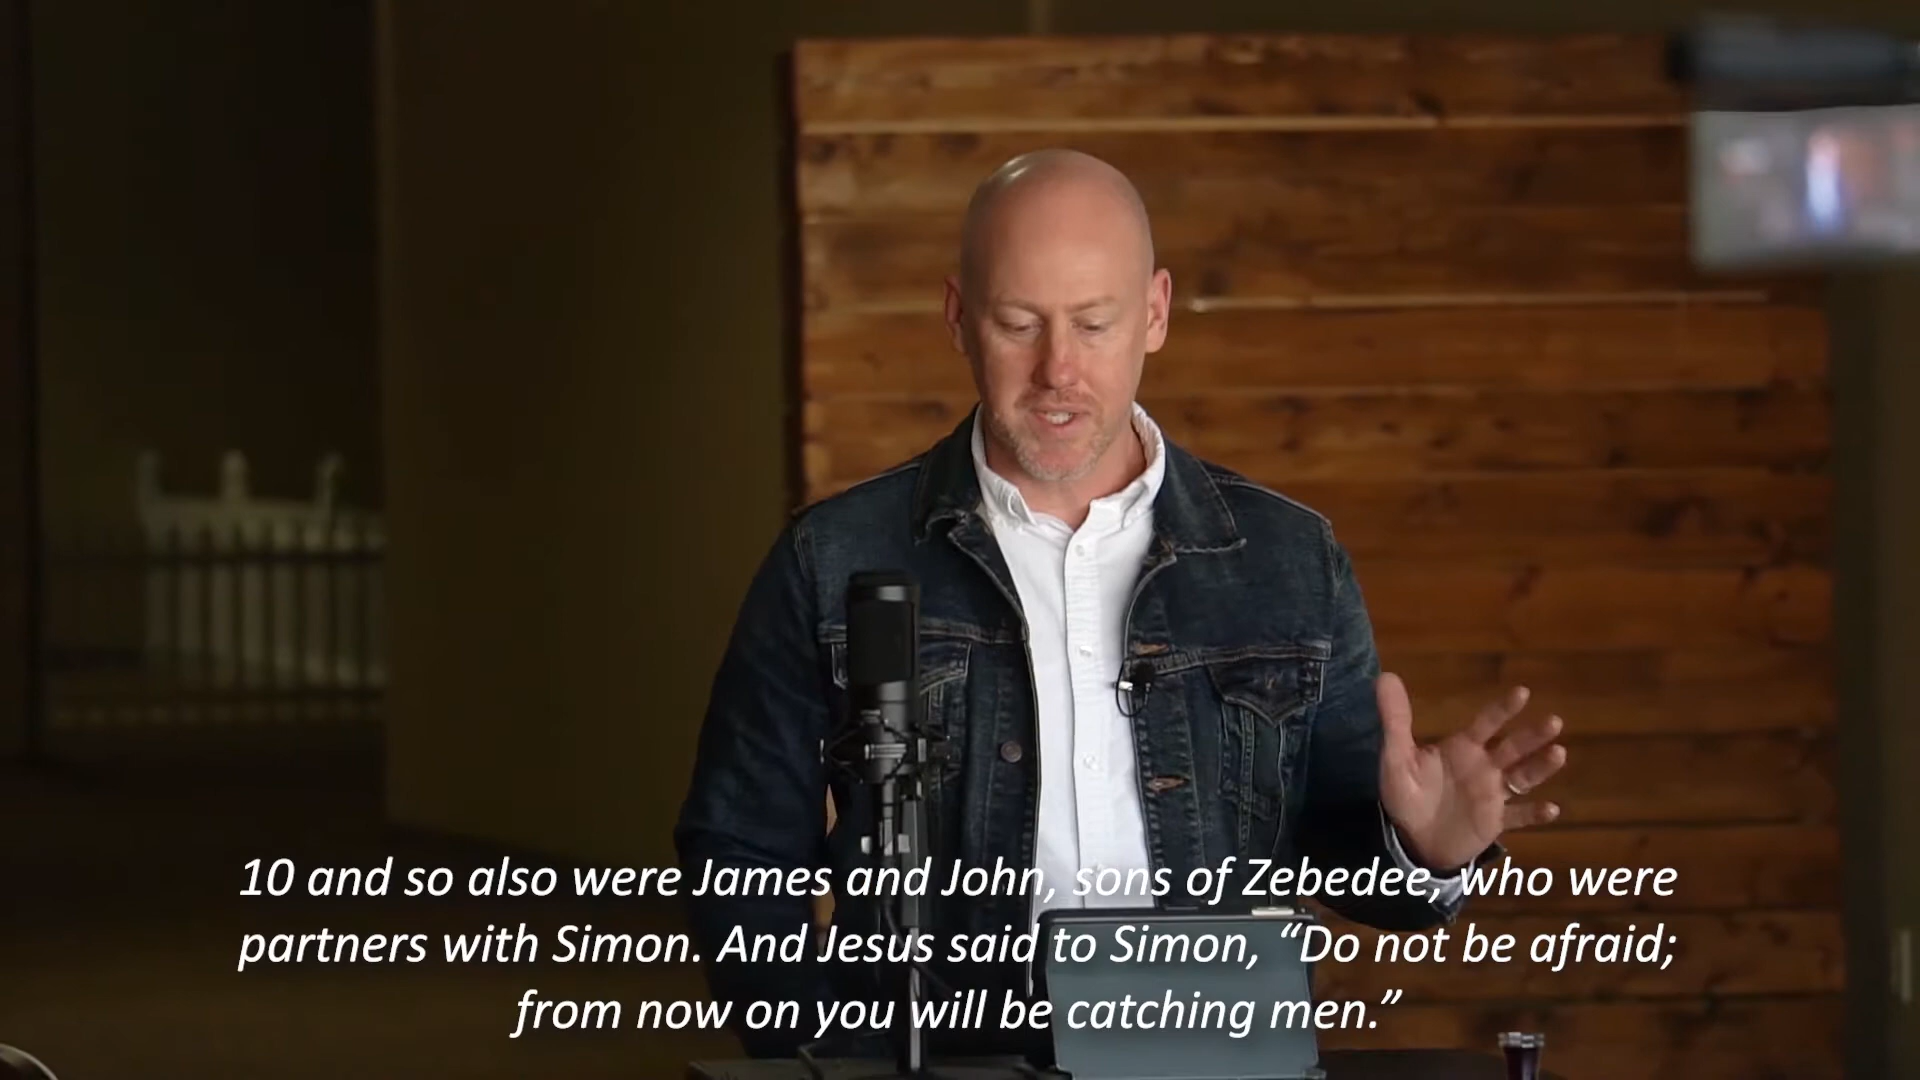 10 and so also were James and John, sons of Zebedee, who were
partners with Simon. And Jesus said to Simon, “Do not be afraid;
from now on you will be catching men.”